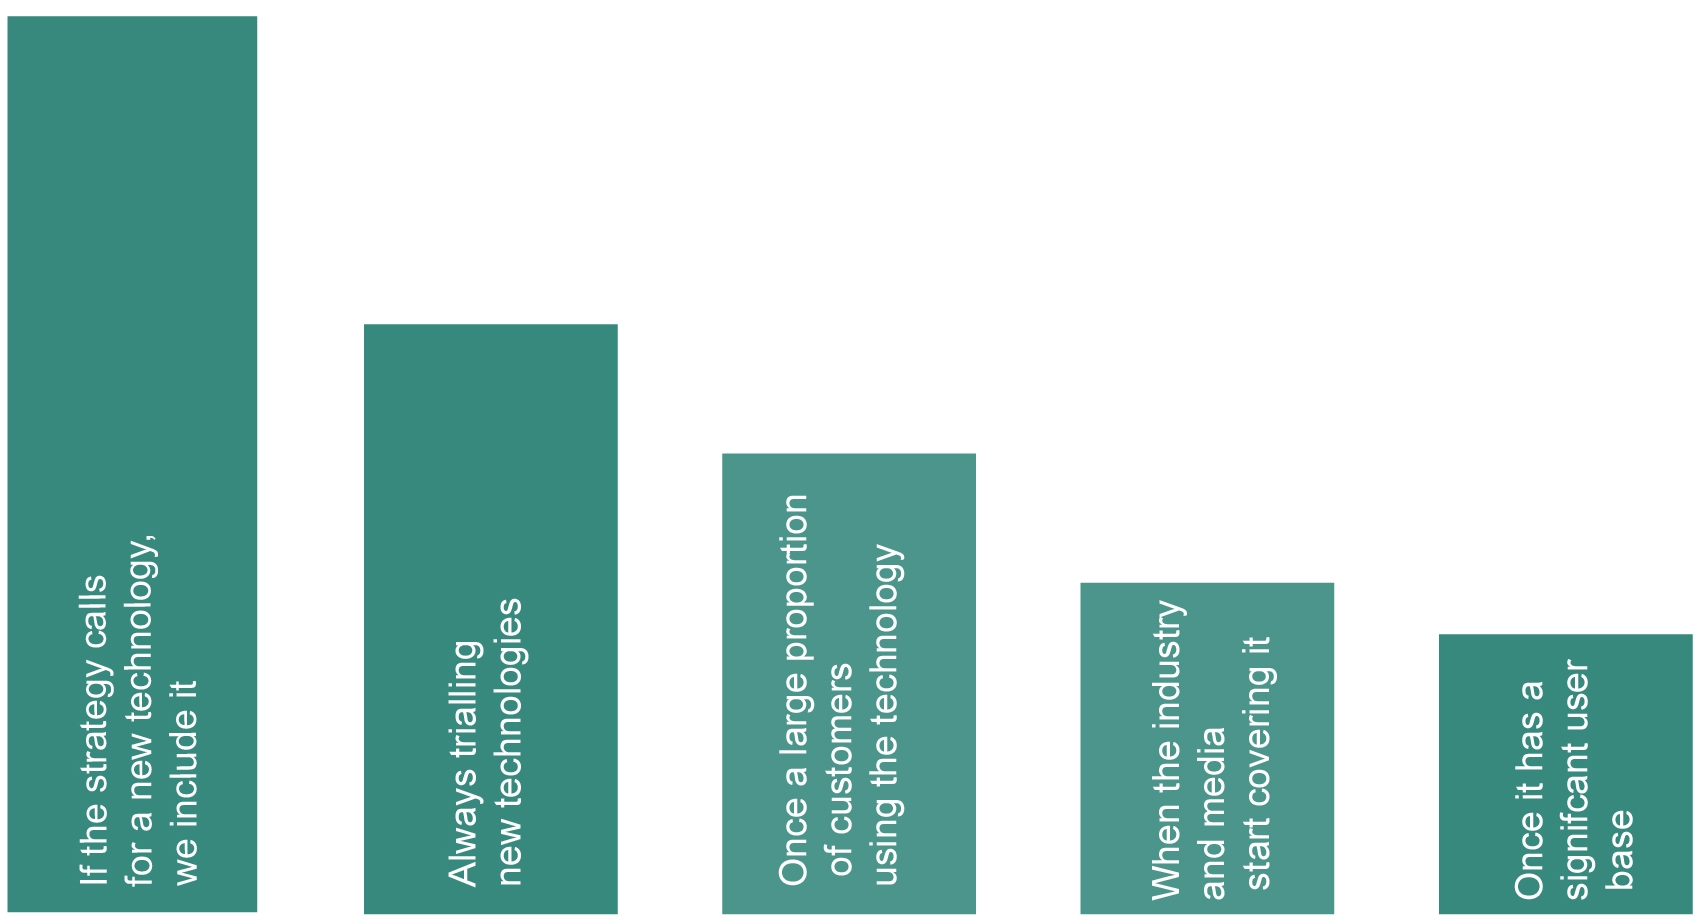 If the strategy calls
for a new technology,
we include it
Always trialling
new technologies
Once a large proportion
of customers
using the technology
When the industry
and media
start covering it
Once it has a
signifcant user
base